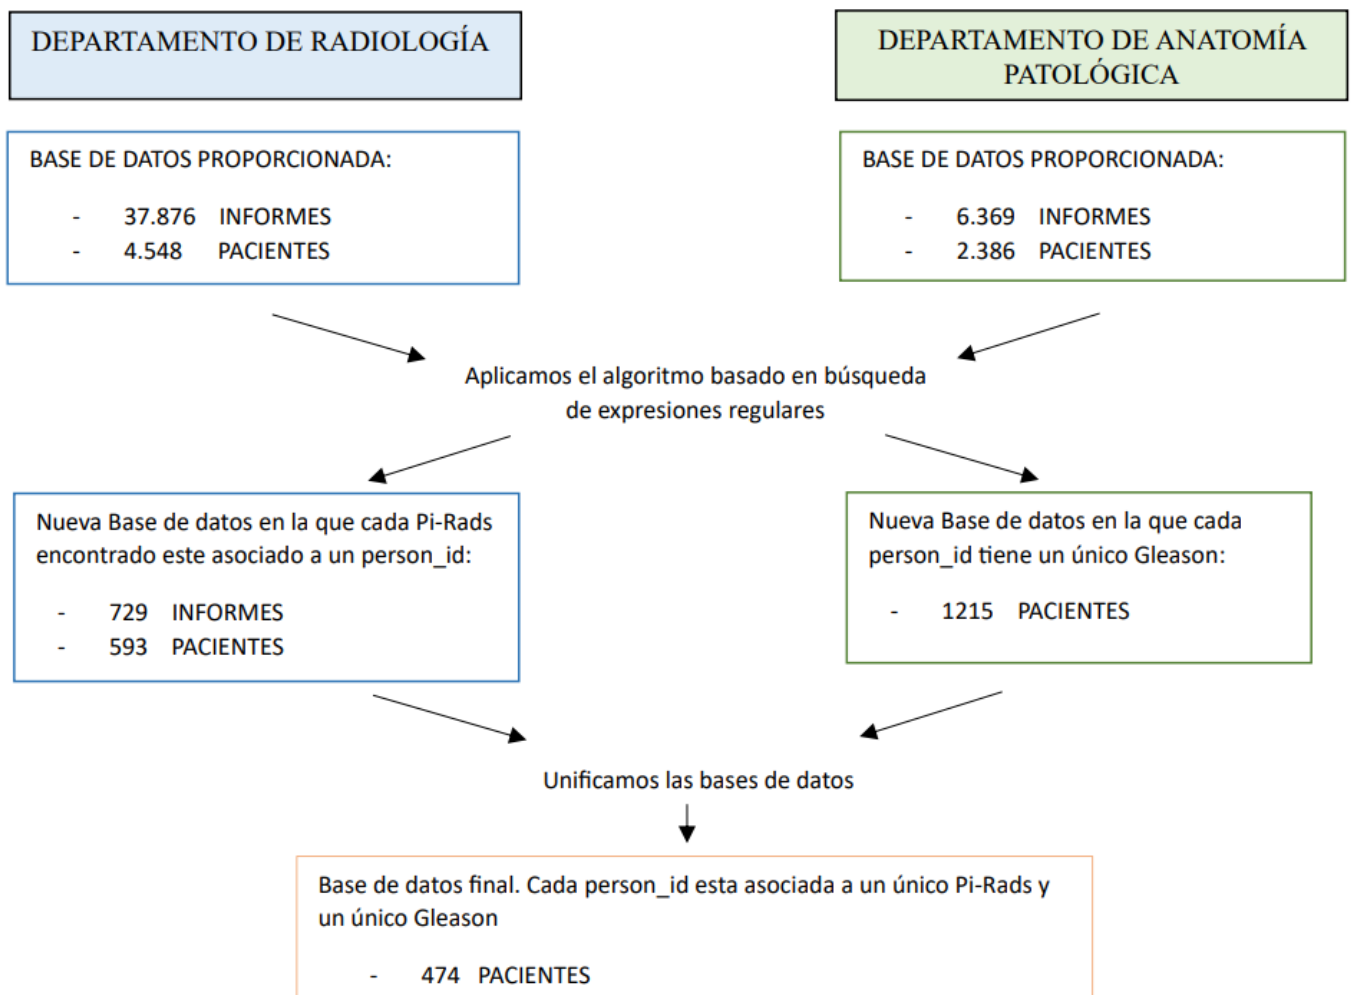 DEPARTAMENTO DE RADIOLOGÍA
DEPARTAMENTO DE ANATOMÍA
PATOLÓGICA
BASE DE DATOS PROPORCIONADA:
- 37.876 INFORMES
- 4.548 PACIENTES
BASE DE DATOS PROPORCIONADA:
- 6.369 INFORMES
- 2.386 PACIENTES
Aplicamos el algoritmo basado en búsqueda
de expresiones regulares
Nueva Base de datos en la que cada Pi-Rads
encontrado este asociado a un person_id:
- 729 INFORMES
- 593 PACIENTES
Nueva Base de datos en la que cada
person_id tiene un único Gleason:
- 1215 PACIENTES
Unificamos las bases de datos
Base de datos final. Cada person_id esta asociada a un único Pi-Rads y
un único Gleason
- 474 PACIENTES